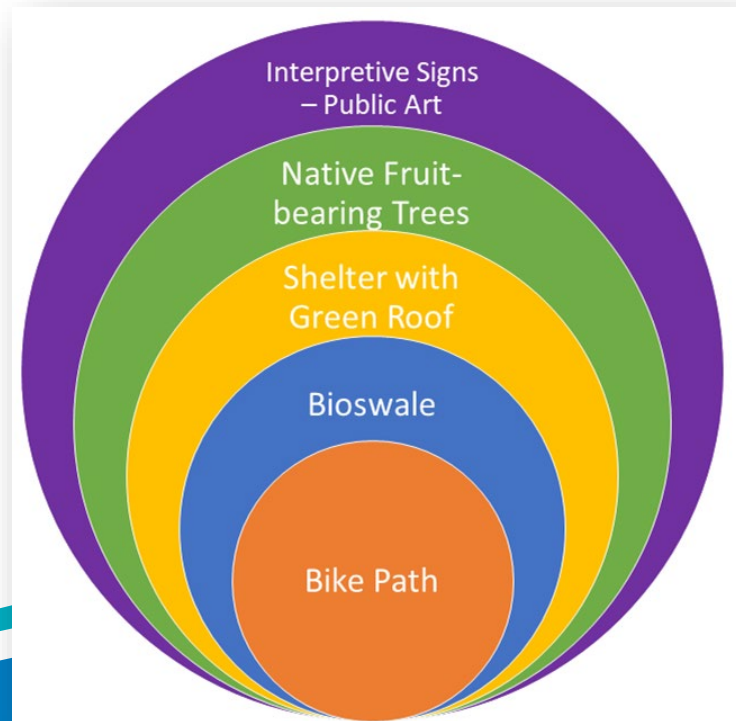 Interpretive Signs
– Public Art
Native Fruit-
bearing Trees
Shelter with
Green Roof
Bioswale
Bike Path